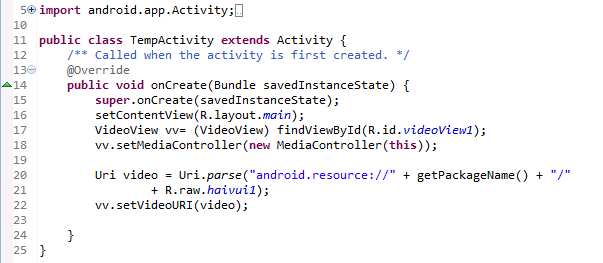 5 import android.app.Activity;
10
11 public class TempActivity extends Activity {
12 /** Called when the activity is first created. */
13 @Override
14 public void onCreate(Bundle savedInstanceState) {
15 super.onCreate(savedInstanceState);
16 setContentView(R.layout.main);
17 VideoView vv= (VideoView) findViewById(R.id.videoView1);
18 vv.setMediaController(new MediaController(this));
19
20 Uri video = Uri.parse("android.resource://" + getPackageName() + "/"
21 + R.raw.haivui1);
22 vv.setVideoURI(video);
23
24 }
25 }